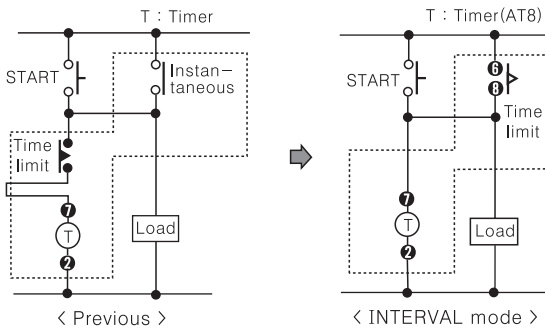 T : Timer
START
Instan-
taneous
Time
limit
7
T
2
Load
< Previous >
T : Timer(AT8)
START
6
8
Time
limit
7
T
2
Load
< INTERVAL mode >